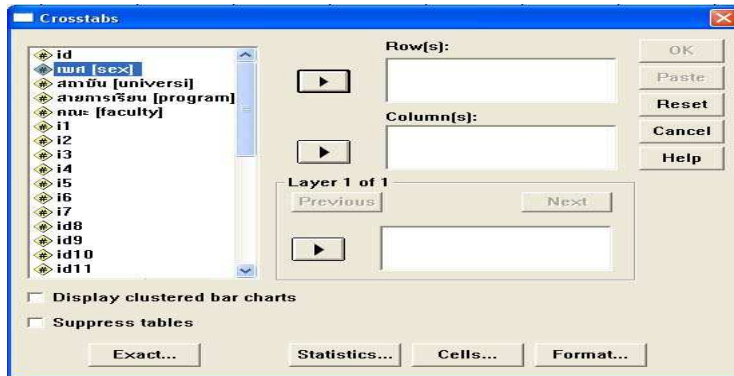 Crosstabs
id
เพศ [sex]
สถาบัน [universi]
สายการเรียน [program]
คณะ [faculty]
i1
i2
i3
i4
i5
i6
i7
id8
id9
id10
id11
Row(s):
Column(s):
Layer 1 of 1
Previous
Next
OK
Paste
Reset
Cancel
Help
Display clustered bar charts
Suppress tables
Exact...
Statistics...
Cells...
Format...